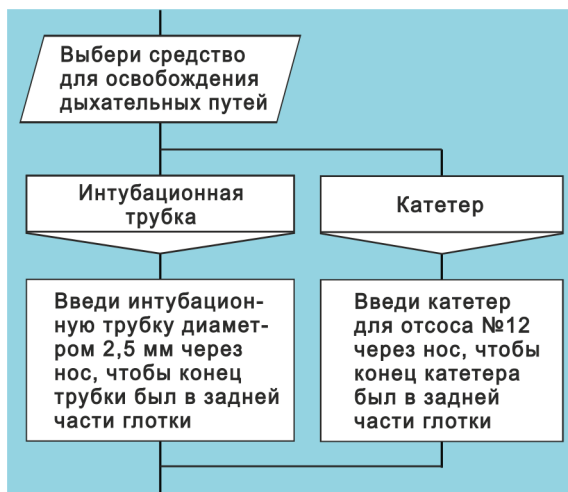 Выбери средство
для освобождения
дыхательных путей
Интубационная
трубка
Катетер
Введи интубацион-
ную трубку диамет-
ром 2,5 мм через
нос, чтобы конец
трубки был в задней
части глотки
Введи катетер
для отсоса №12
через нос, чтобы
конец катетера
был в задней
части глотки